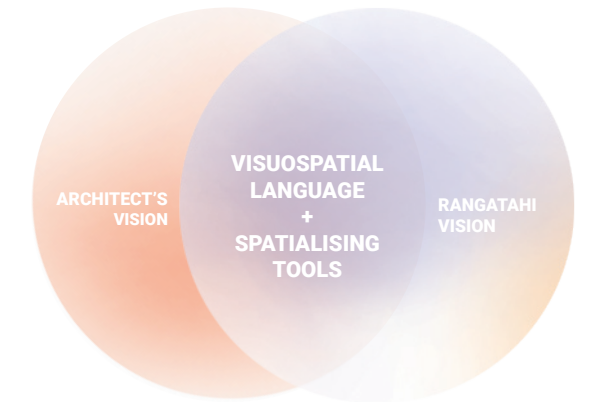 ARCHITECT'S
VISION
VISUOSPATIAL
LANGUAGE
+
SPATIALISING
TOOLS
RANGATAHI
VISION